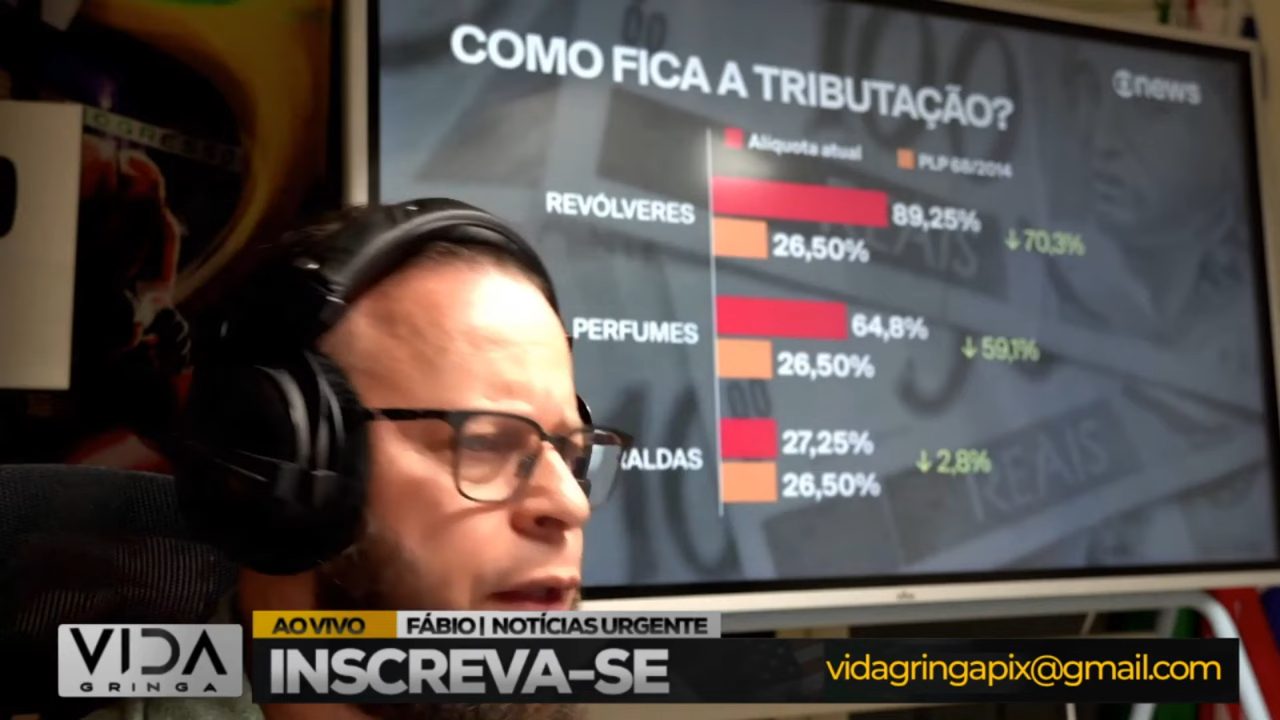 COMO FICA A TRIBUTAÇÃO?
news
Alíquota atual
PLP 68/2014
REVÓLVERES
89,25%
26,50%
↓70,3%
PERFUMES
64,8%
26,50%
↓59,1%
RALDAS
27,25%
26,50%
↓2,8%
REAIS
REAIS
VIDA
GRINGA
AO VIVO
FÁBIO | NOTÍCIAS URGENTE
INSCREVA-SE
vidagringapix@gmail.com